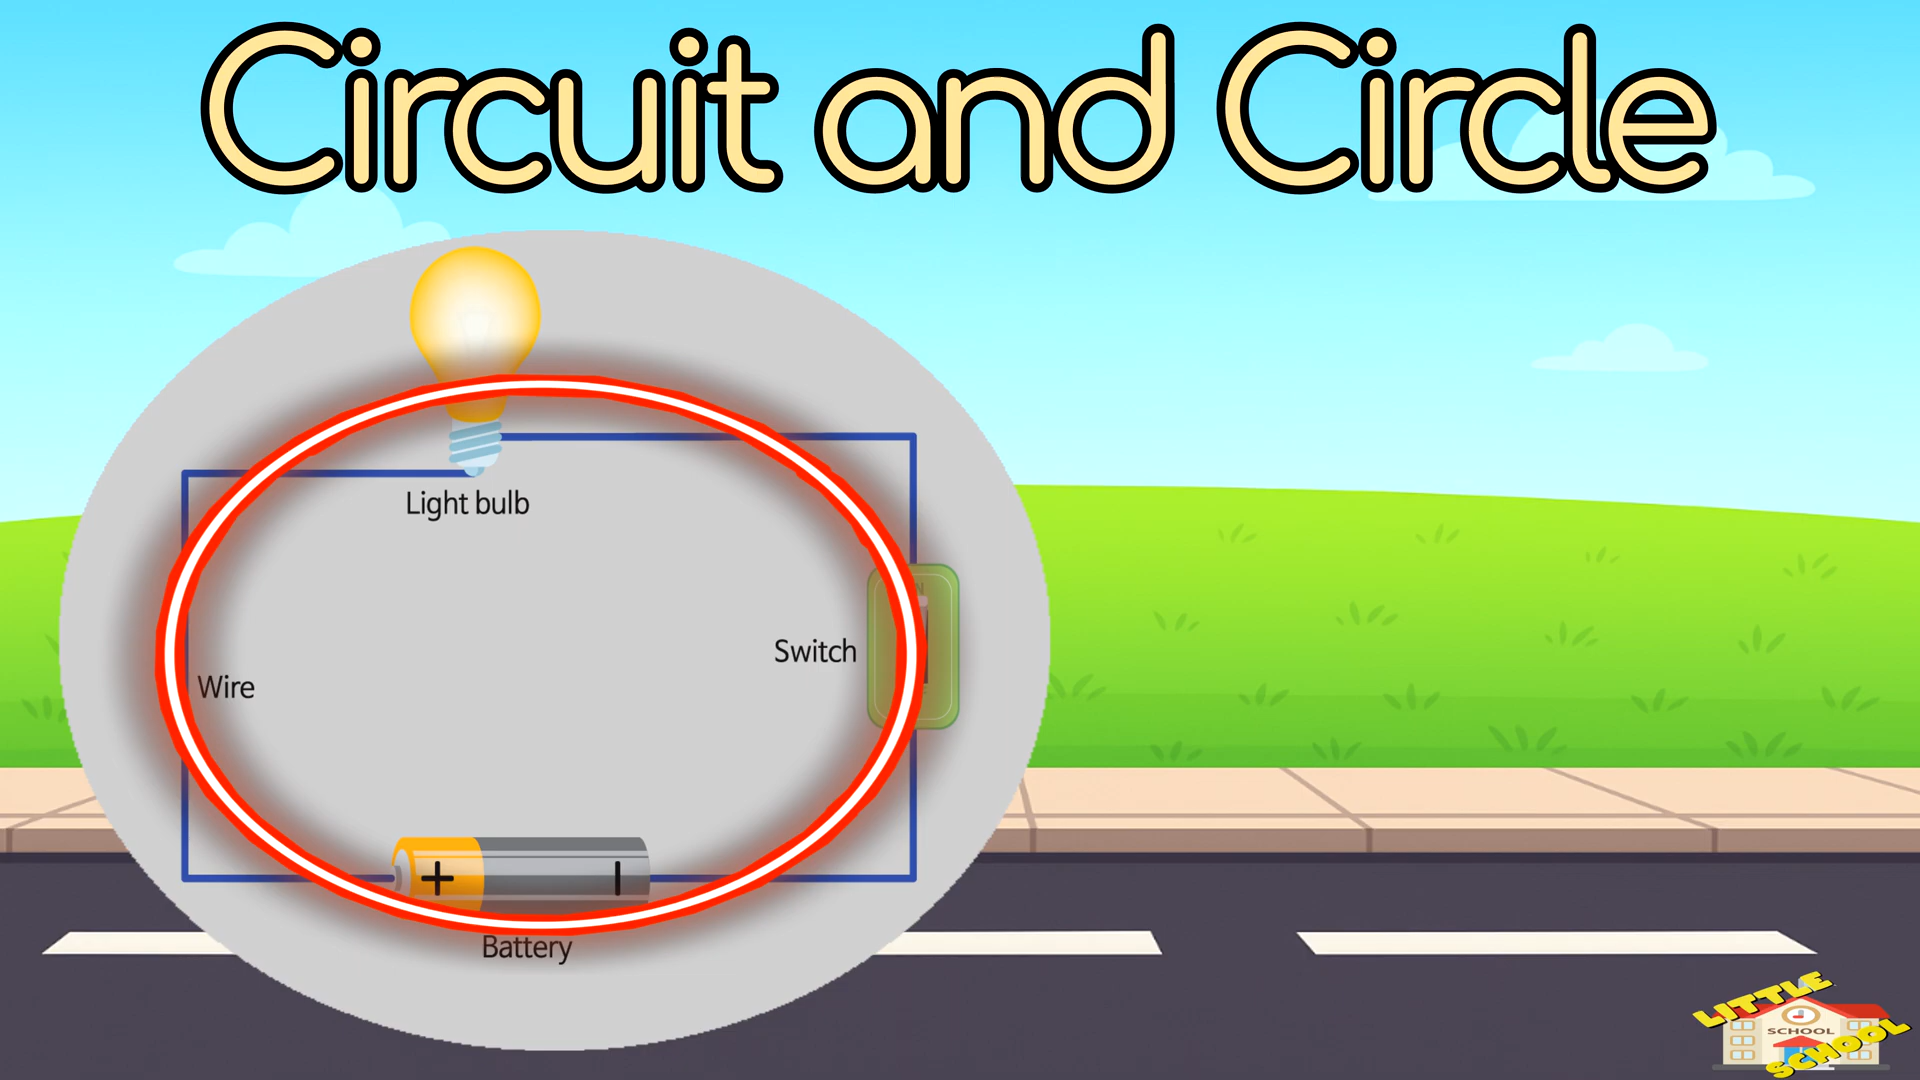 Circuit and Circle
Light bulb
Switch
Wire
+
Battery
LITTLE
SCHOOL
SCHOOL